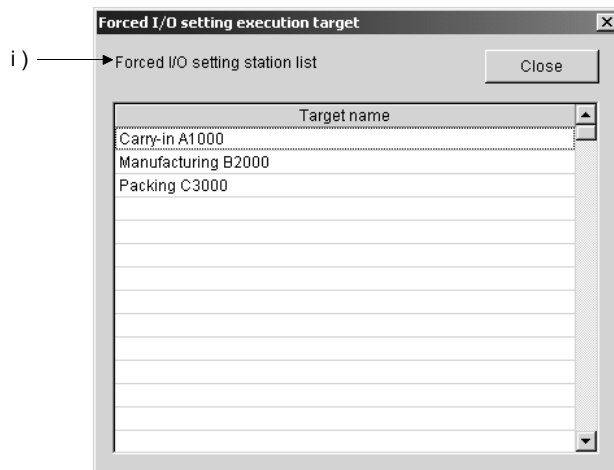 Forced I/O setting execution target
i )
Forced I/O setting station list
Close
Target name
Carry-in A1000
Manufacturing B2000
Packing C3000